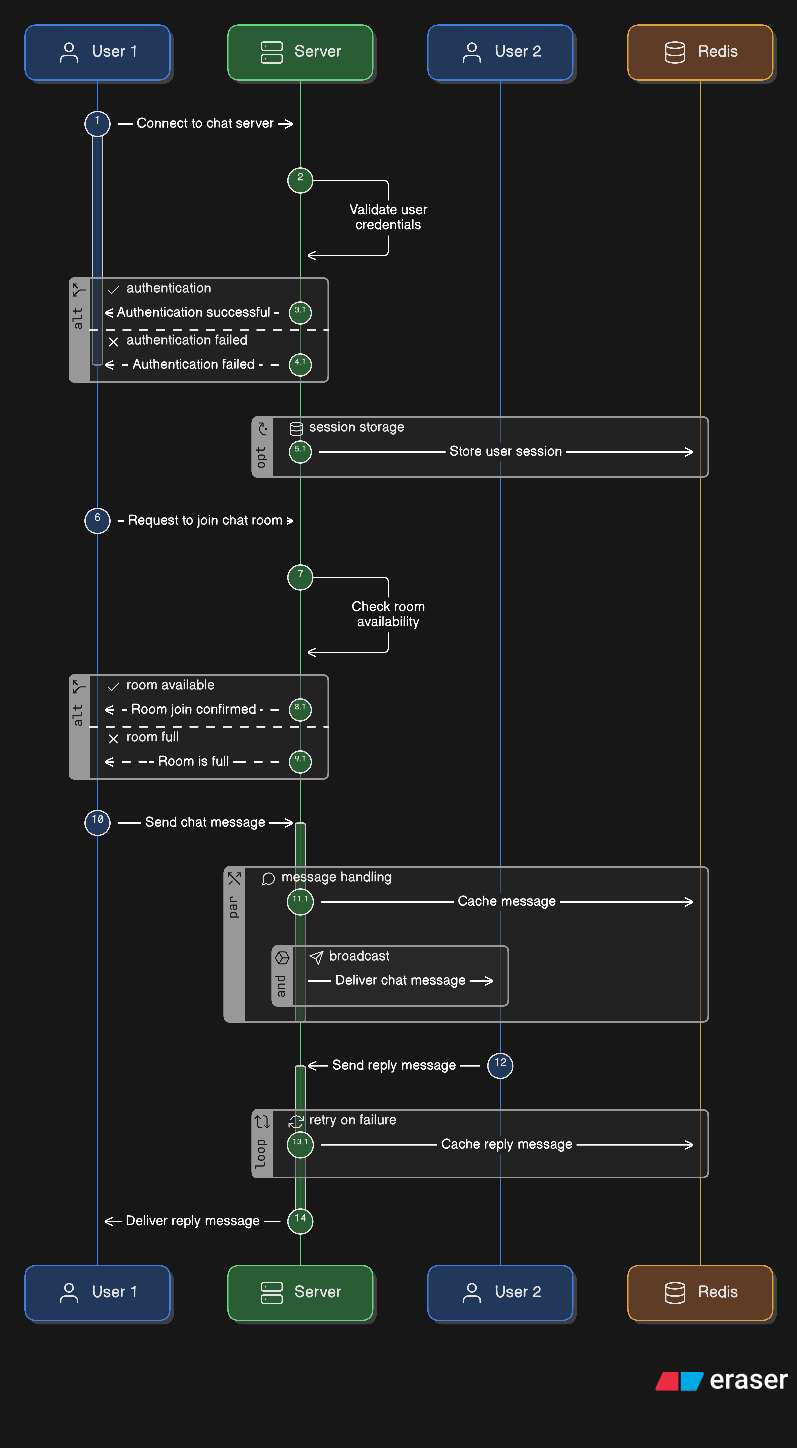 User 1
Server
User 2
Redis
1
Connect to chat server
2
Validate user
credentials
alt
authentication
Authentication successful
3.1
authentication failed
Authentication failed
4.1
opt
session storage
5.1
Store user session
6
Request to join chat room
7
Check room
availability
alt
room available
Room join confirmed
8.1
room full
Room is full
9.1
10
Send chat message
par
message handling
11.1
Cache message
and
broadcast
Deliver chat message
Send reply message
12
loop
retry on failure
13.1
Cache reply message
Deliver reply message
14
User 1
Server
User 2
Redis
eraser